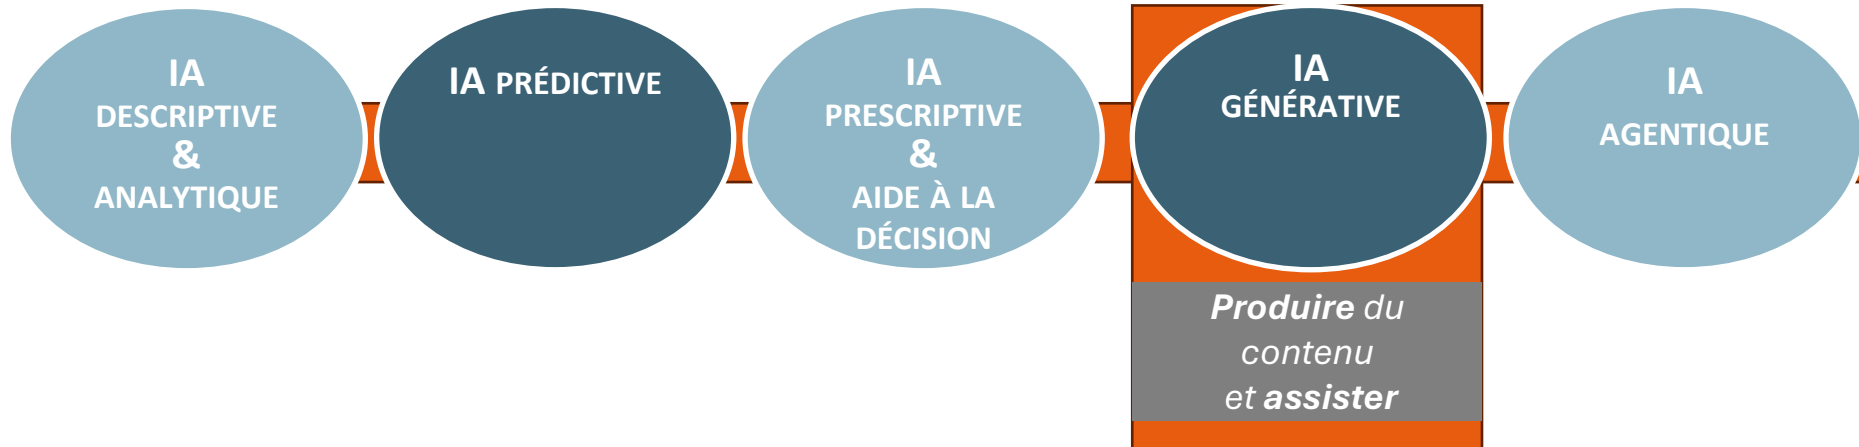 IA
DESCRIPTIVE
&
ANALYTIQUE
IA PRÉDICTIVE
IA
PRESCRIPTIVE
&
AIDE À LA
DÉCISION
IA
GÉNÉRATIVE
Produire du
contenu
et assister
IA
AGENTIQUE